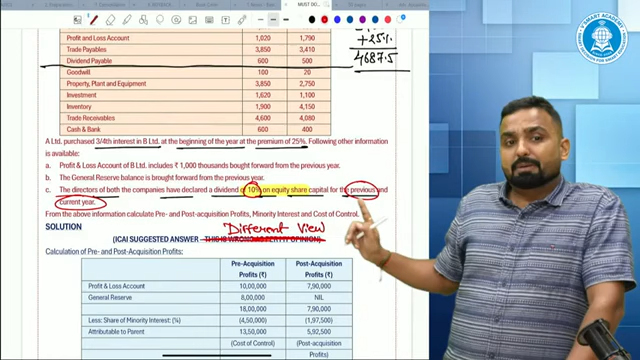 V SMART ACADEMY
+25%
4687.5
Profit and Loss Account 1,020 1,790
Trade Payables 3,850 3,410
Dividend Payable 600 500
Goodwill 100 20
Property, Plant and Equipment 3,850 2,750
Investment 1,620 1,100
Inventory 1,900 4,150
Trade Receivables 4,600 4,080
Cash & Bank 600 400
A Ltd. purchased 3/4th interest in B Ltd. at the beginning of the year at the premium of 25%. Following other information
is available:
a. Profit and Loss Account of B Ltd. includes ₹ 1,000 thousands bought forward from the previous year.
b. The General Reserve balance is brought forward from the previous year.
c. The directors of both the companies have declared a dividend of 10% on equity share capital for the previous and
current year.
From the above information calculate Pre- and Post-acquisition Profits, Minority Interest and Cost of Control.
SOLUTION
Different View
(ICAI SUGGESTED ANSWER
Calculation of Pre- and Post-Acquisition Profits:
Pre-Acquisition Profits (₹) Post-Acquisition Profits (₹)
Profit & Loss Account 10,00,000 7,90,000
General Reserve 8,00,000 NIL
18,00,000 7,90,000
Less: Share of Minority Interest: (%) (4,50,000) (1,97,500)
Attributable to Parent 13,50,000 5,92,500
(Cost of Control) (Post-acquisition
Profits)